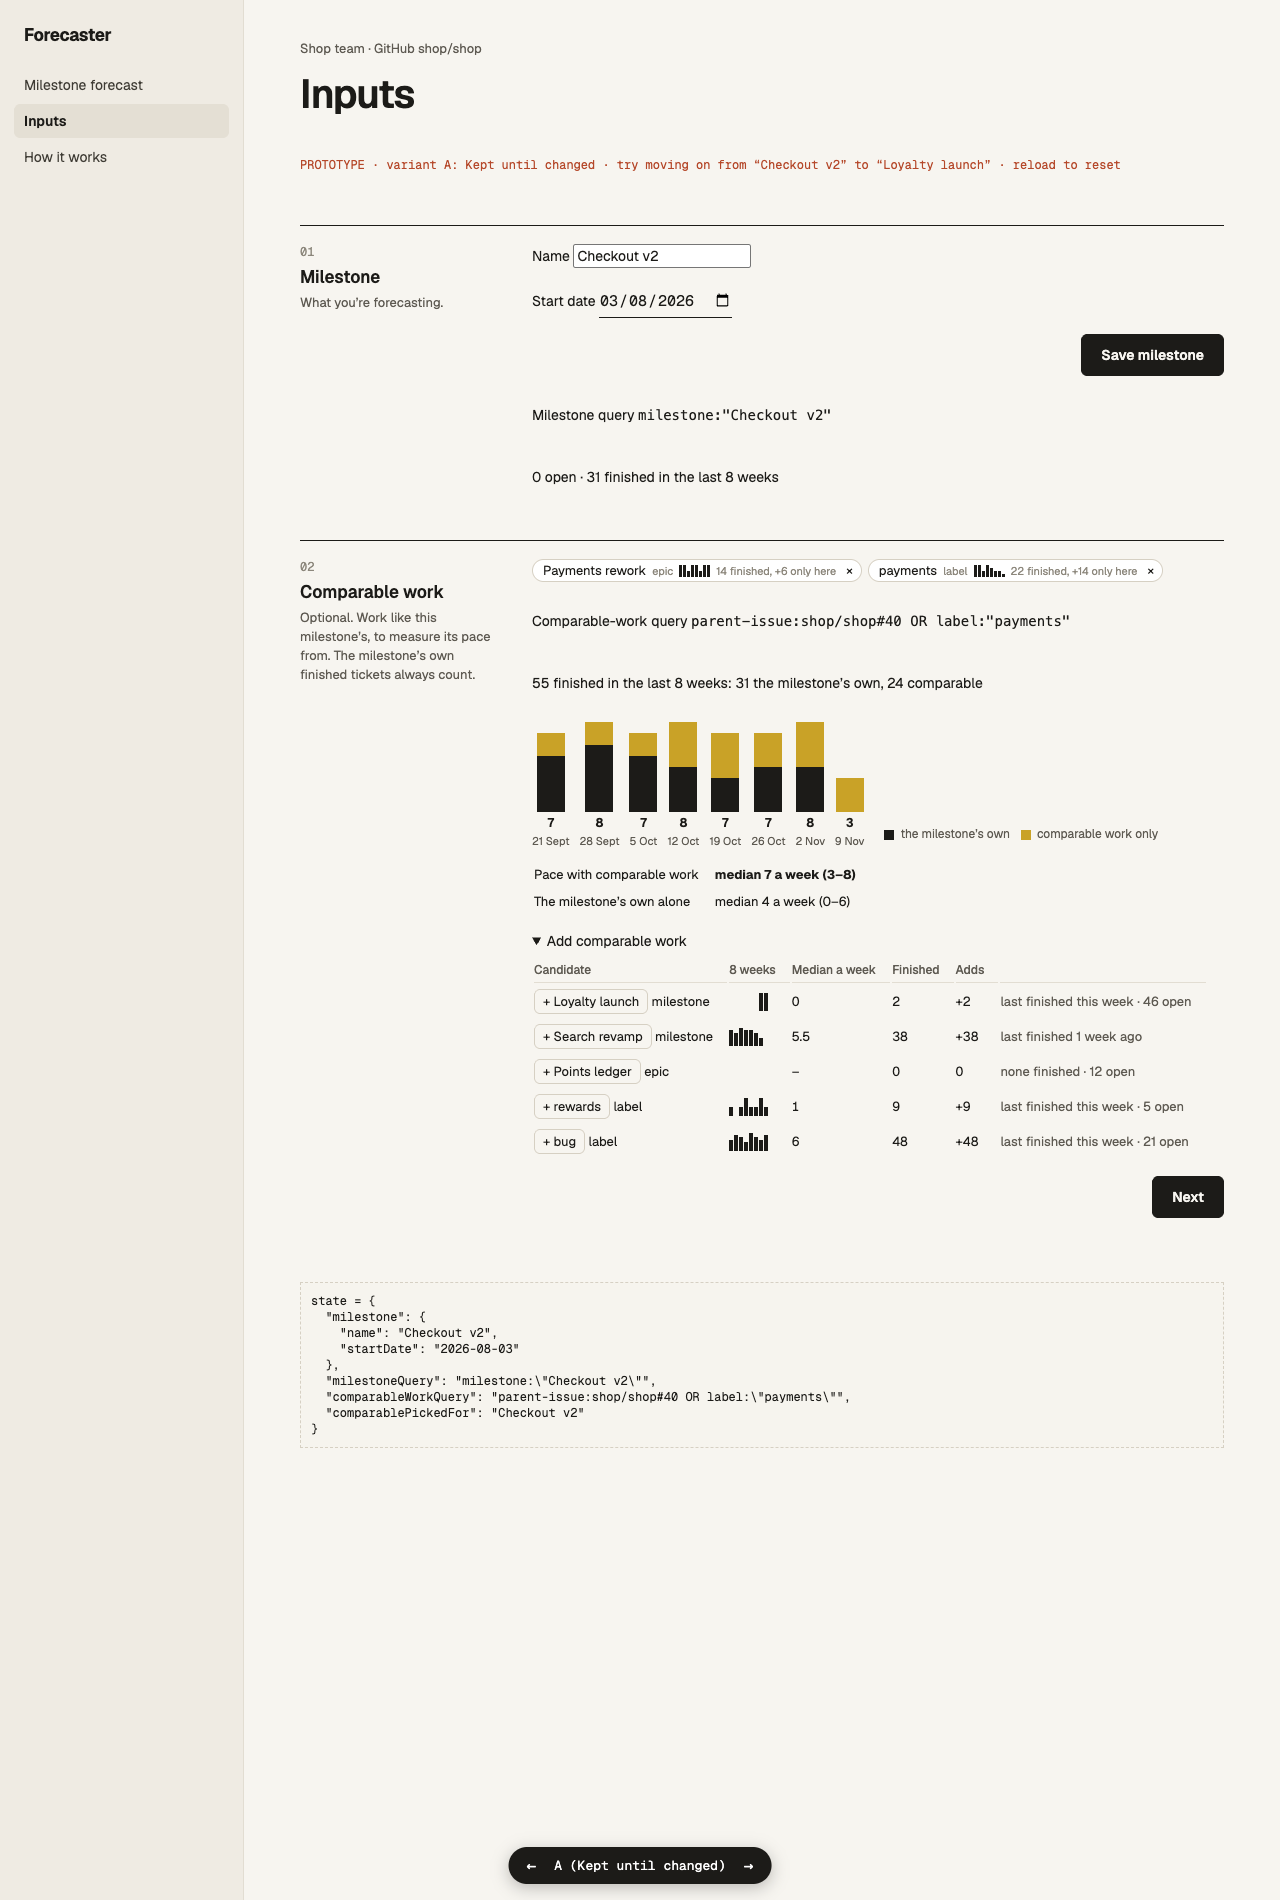 Forecaster
Milestone forecast
Inputs
How it works
Shop team · GitHub shop/shop
Inputs
PROTOTYPE · variant A: Kept until changed · try moving on from “Checkout v2” to “Loyalty launch” · reload to reset
01
Milestone
What you’re forecasting.
Name Checkout v2
Start date 03/08/2026
Save milestone
Milestone query milestone:"Checkout v2"
0 open · 31 finished in the last 8 weeks
02
Comparable work
Optional. Work like this
milestone’s, to measure its pace
from. The milestone’s own
finished tickets always count.
Payments rework epic 14 finished, +6 only here × payments label 22 finished, +14 only here ×
Comparable-work query parent-issue:shop/shop#40 OR label:"payments"
55 finished in the last 8 weeks: 31 the milestone’s own, 24 comparable
7 8 7 8 7 7 8 3
21 Sept 28 Sept 5 Oct 12 Oct 19 Oct 26 Oct 2 Nov 9 Nov
the milestone’s own comparable work only
Pace with comparable work median 7 a week (3–8)
The milestone’s own alone median 4 a week (0–6)
▼ Add comparable work
Candidate 8 weeks Median a week Finished Adds
+ Loyalty launch milestone 0 2 +2 last finished this week · 46 open
+ Search revamp milestone 5.5 38 +38 last finished 1 week ago
+ Points ledger epic – 0 0 none finished · 12 open
+ rewards label 1 9 +9 last finished this week · 5 open
+ bug label 6 48 +48 last finished this week · 21 open
Next
state = {
"milestone": {
"name": "Checkout v2",
"startDate": "2026-08-03"
},
"milestoneQuery": "milestone:\"Checkout v2\"",
"comparableWorkQuery": "parent-issue:shop/shop#40 OR label:\"payments\"",
"comparablePickedFor": "Checkout v2"
}
← A (Kept until changed) →